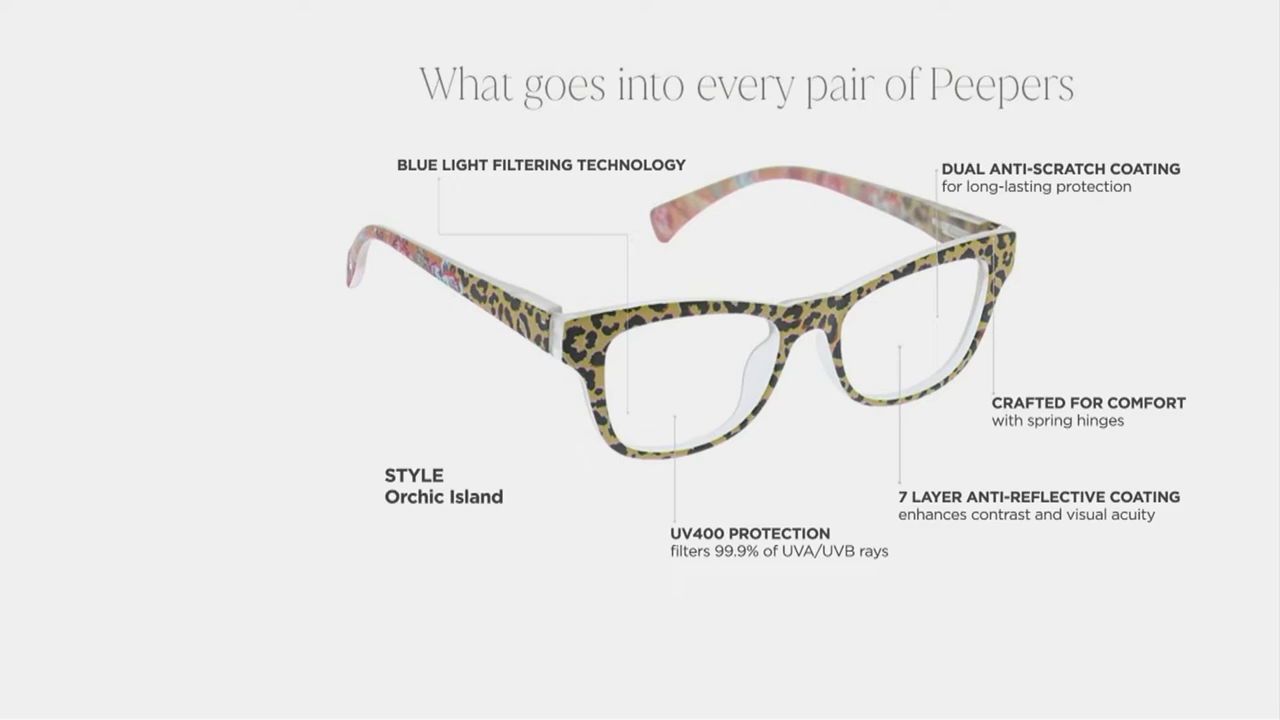 What goes into every pair of Peepers
BLUE LIGHT FILTERING TECHNOLOGY
DUAL ANTI-SCRATCH COATING
for long-lasting protection
CRAFTED FOR COMFORT
with spring hinges
STYLE
Orchic Island
7 LAYER ANTI-REFLECTIVE COATING
enhances contrast and visual acuity
UV400 PROTECTION
filters 99.9% of UVA/UVB rays